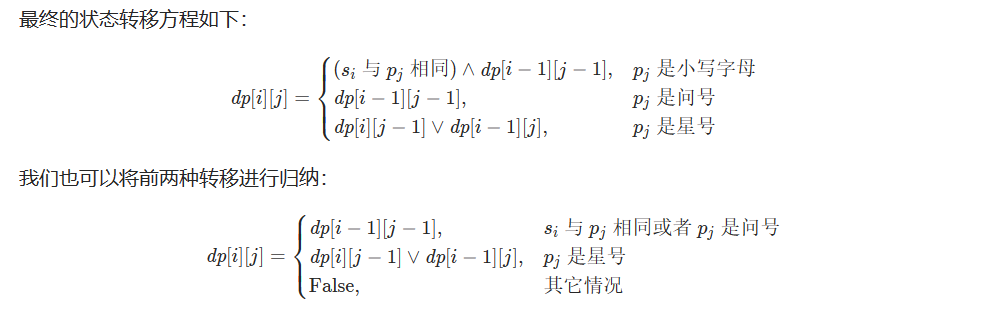 最终的状态转移方程如下：
dp[i][j] = { (s_i 与 p_j 相同) ∧ dp[i − 1][j − 1], p_j 是小写字母
dp[i − 1][j − 1], p_j 是问号
dp[i][j − 1] ∨ dp[i − 1][j], p_j 是星号
我们也可以将前两种转移进行归纳：
dp[i][j] = { dp[i − 1][j − 1], s_i 与 p_j 相同或者 p_j 是问号
dp[i][j − 1] ∨ dp[i − 1][j], p_j 是星号
False, 其它情况